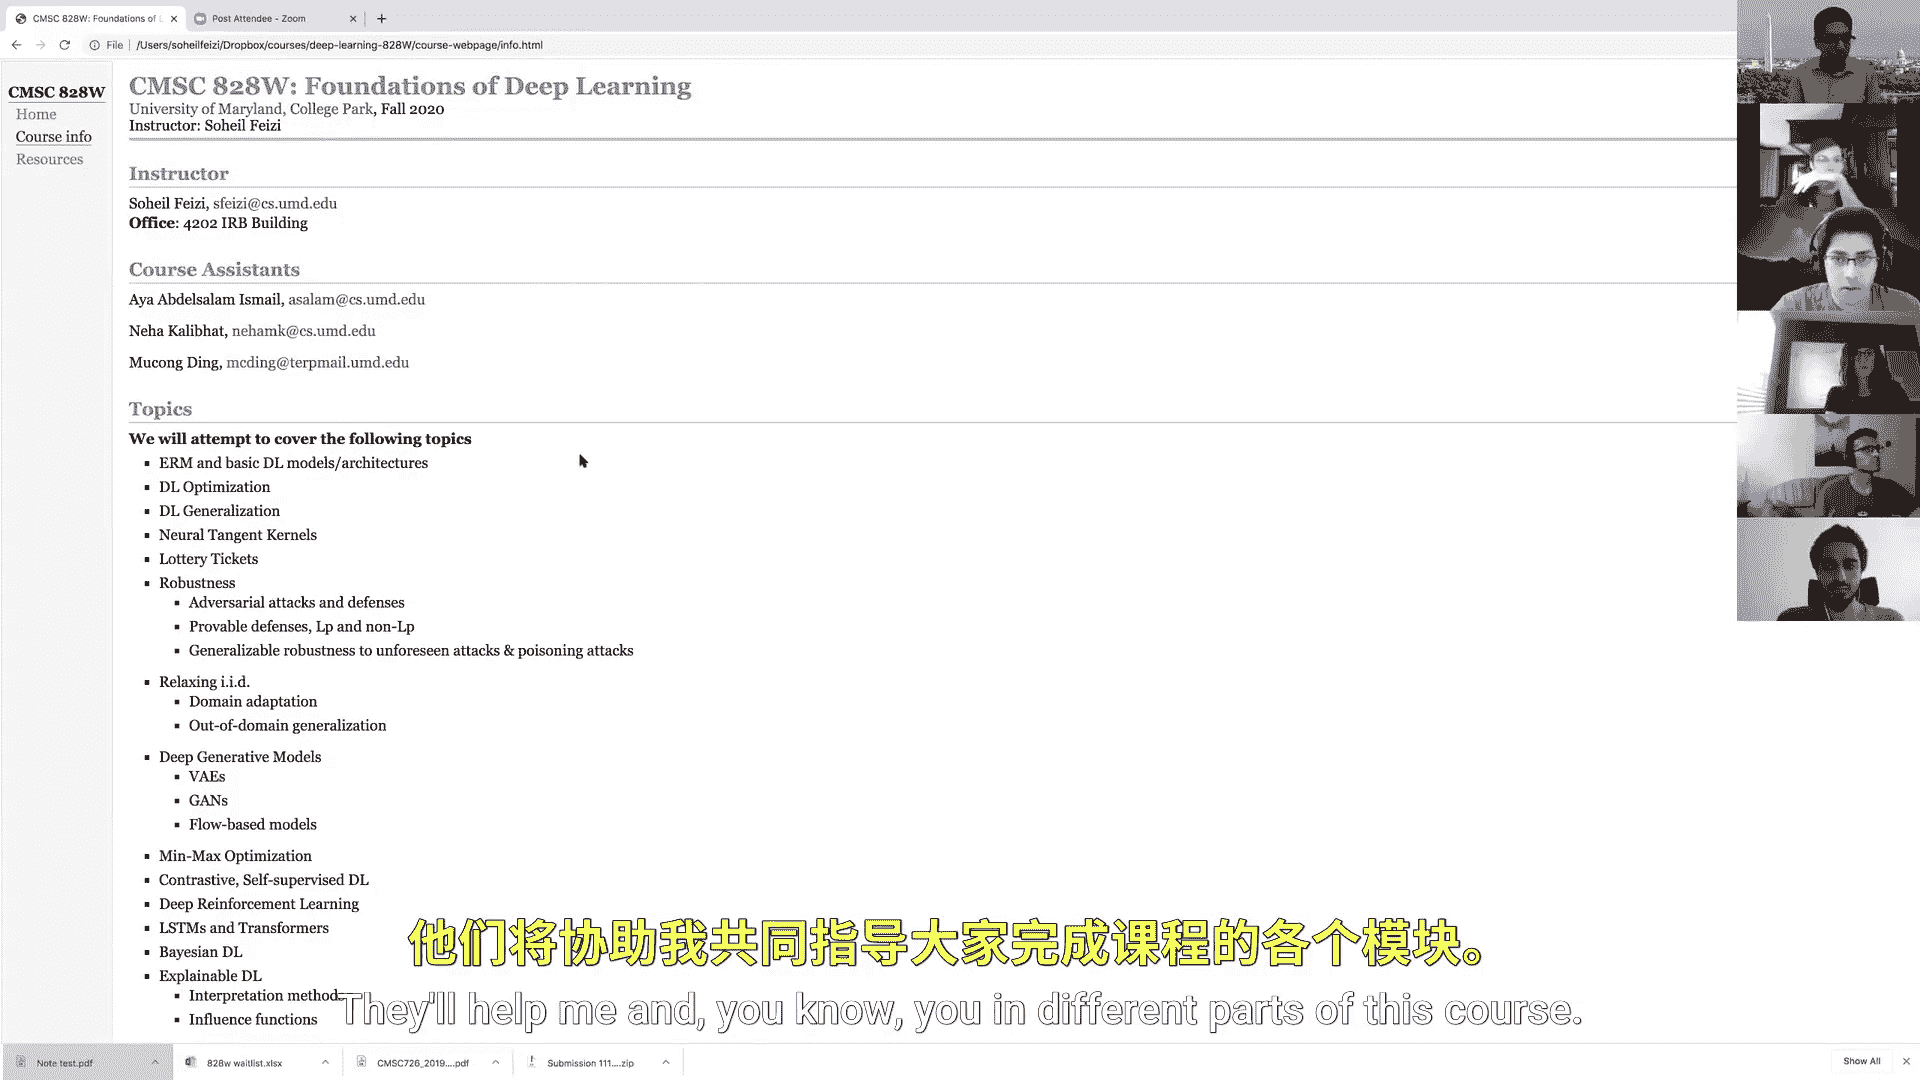 CMSC 828W: Foundations of
Post Attendee - Zoom
File
/Users/soheilfeizi/Dropbox/courses/deep-learning-828W/course-webpage/info.html
CMSC 828W
Home
Course info
Resources
CMSC 828W: Foundations of Deep Learning
University of Maryland, College Park, Fall 2020
Instructor: Soheil Feizi
Instructor
Soheil Feizi, sfeizi@cs.umd.edu
Office: 4202 IRB Building
Course Assistants
Aya Abdelsalam Ismail, asalam@cs.umd.edu
Neha Kalibhat, nehamk@cs.umd.edu
Mucong Ding, mcding@terpmail.umd.edu
Topics
We will attempt to cover the following topics
ERM and basic DL models/architectures
DL Optimization
DL Generalization
Neural Tangent Kernels
Lottery Tickets
Robustness
Adversarial attacks and defenses
Provable defenses, Lp and non-Lp
Generalizable robustness to unforeseen attacks & poisoning attacks
Relaxing i.i.d.
Domain adaptation
Out-of-domain generalization
Deep Generative Models
VAEs
GANs
Flow-based models
Min-Max Optimization
Contrastive, Self-supervised DL
Deep Reinforcement Learning
LSTMs and Transformers
Bayesian DL
Explainable DL
Interpretation methods
Influence functions
他们将协助我共同指导大家完成课程的各个模块。
They'll help me and, you know, you in different parts of this course.
Note test.pdf
828w waitlist.xlsx
CMSC726_2019....pdf
Submission 111....zip
Show All